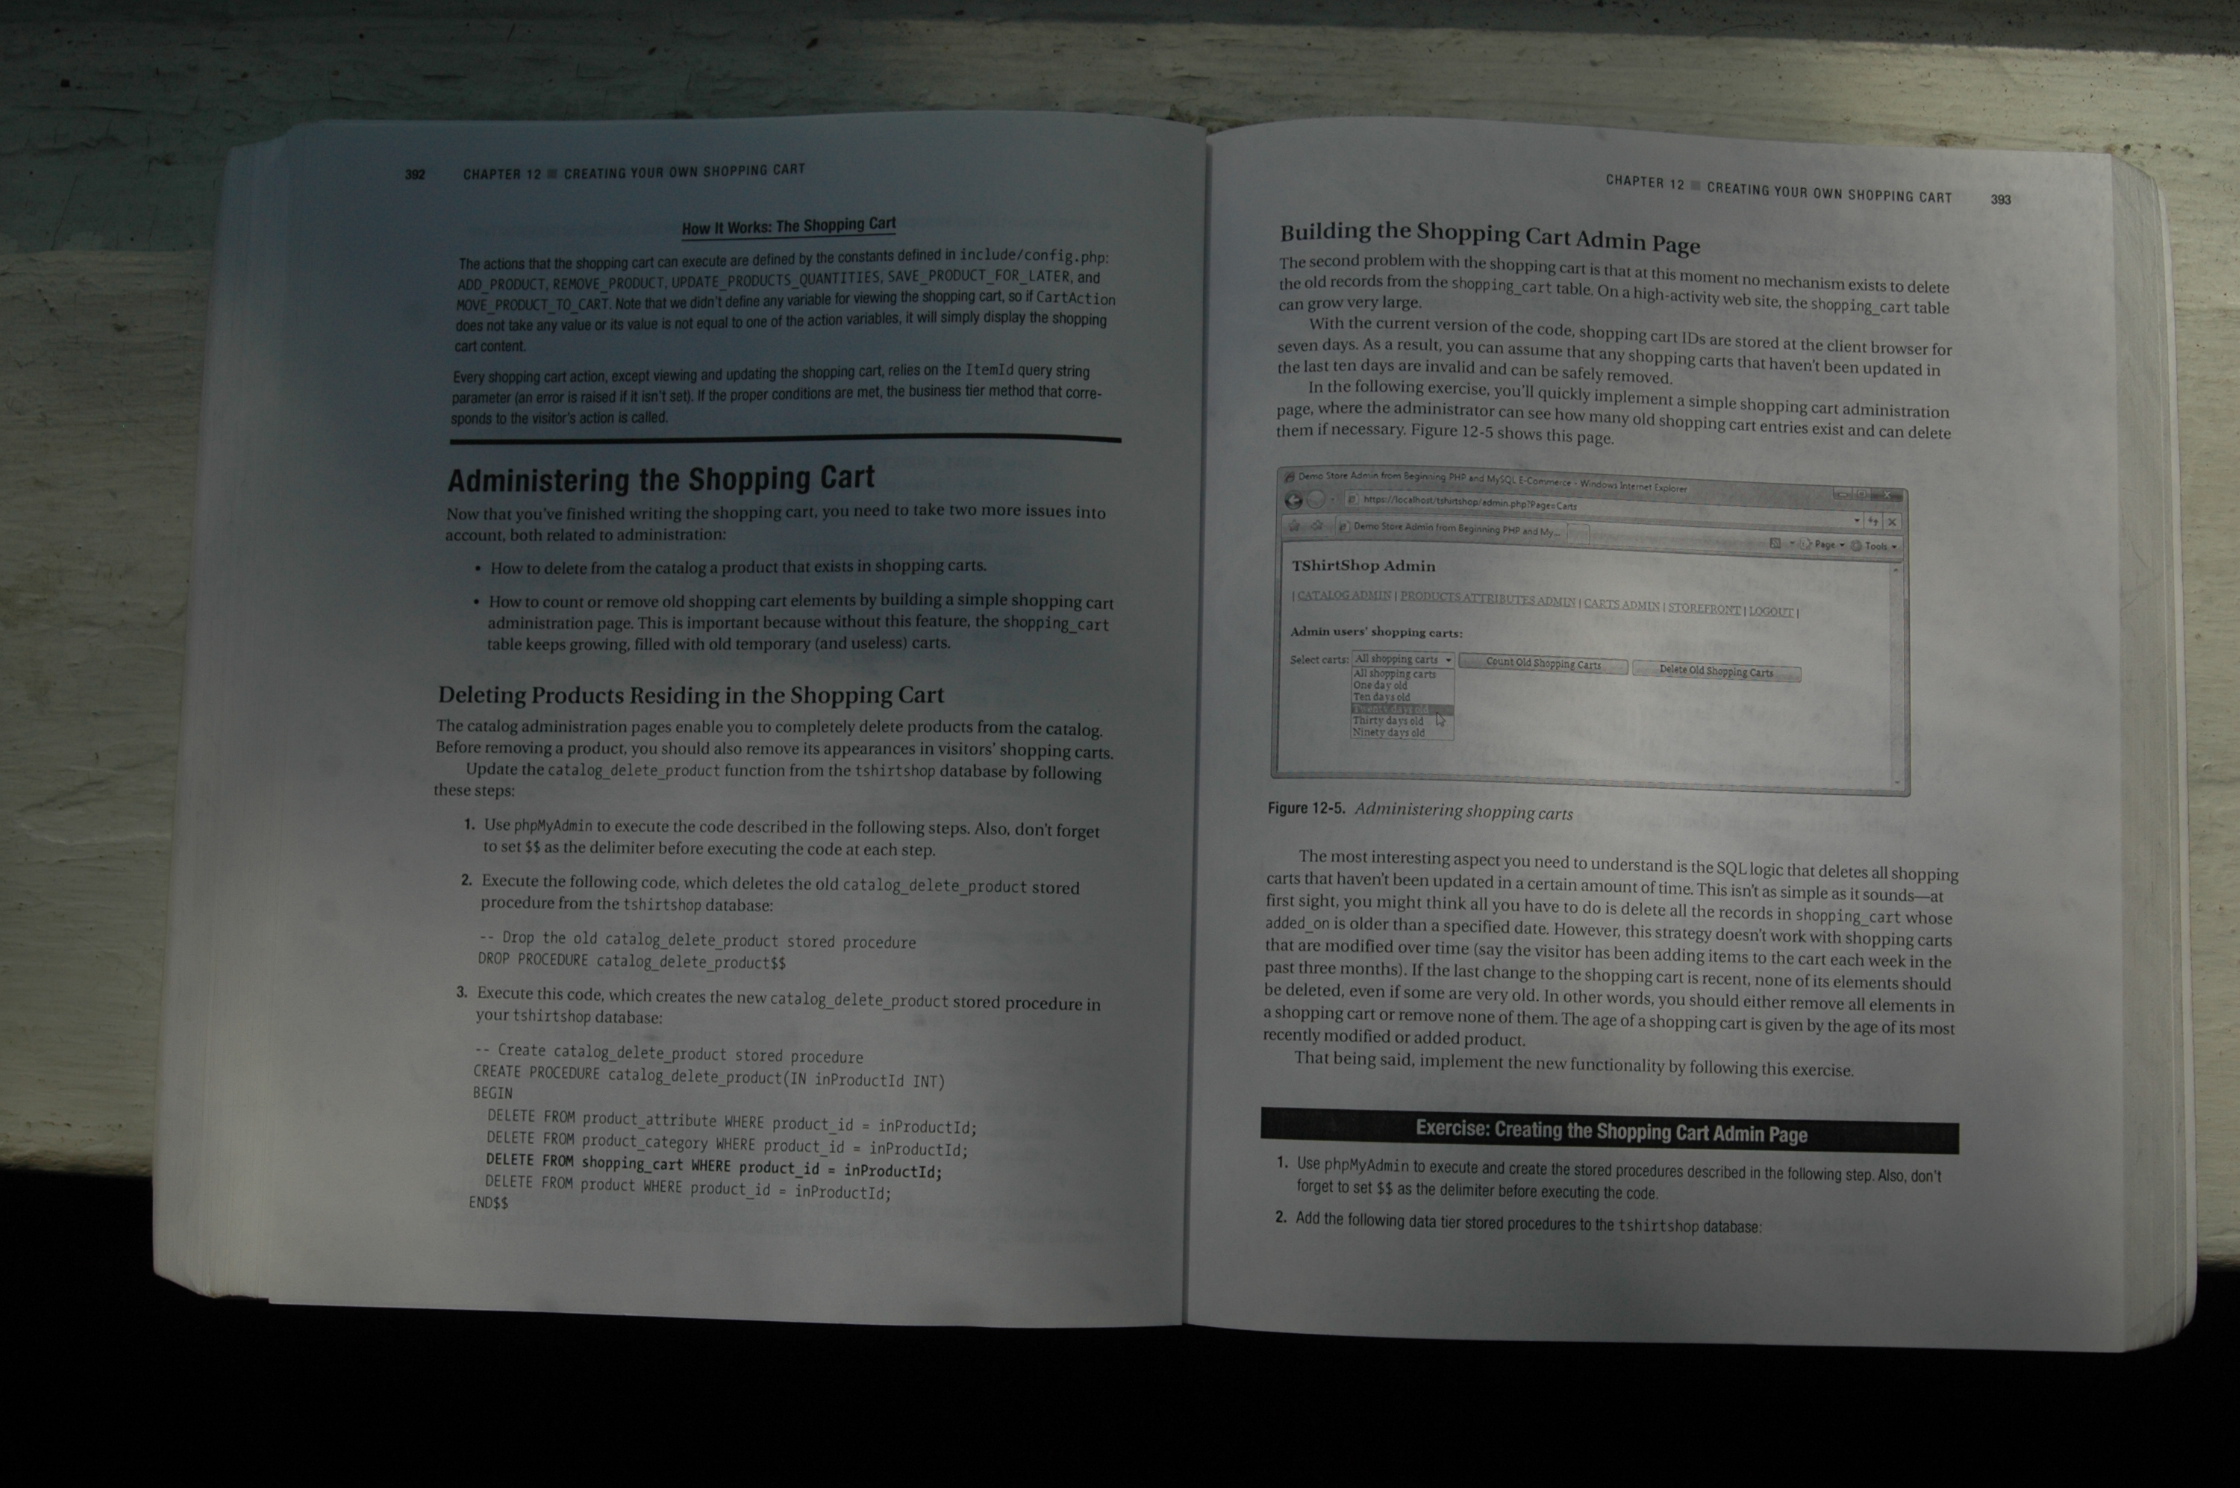 392 CHAPTER 12 ■ CREATING YOUR OWN SHOPPING CART
How It Works: The Shopping Cart
The actions that the shopping cart can execute are defined by the constants defined in include/config.php:
ADD_PRODUCT, REMOVE_PRODUCT, UPDATE_PRODUCTS_QUANTITIES, SAVE_PRODUCT_FOR_LATER, and
MOVE_PRODUCT_TO_CART. Note that we didn't define any variable for viewing the shopping cart, so if CartAction
does not take any value or its value is not equal to one of the action variables, it will simply display the shopping
cart content.
Every shopping cart action, except viewing and updating the shopping cart, relies on the ItemId query string
parameter (an error is raised if it isn't set). If the proper conditions are met, the business tier method that corre-
sponds to the visitor's action is called.
Administering the Shopping Cart
Now that you've finished writing the shopping cart, you need to take two more issues into
account, both related to administration:
• How to delete from the catalog a product that exists in shopping carts.
• How to count or remove old shopping cart elements by building a simple shopping cart
administration page. This is important because without this feature, the shopping_cart
table keeps growing, filled with old temporary (and useless) carts.
Deleting Products Residing in the Shopping Cart
The catalog administration pages enable you to completely delete products from the catalog.
Before removing a product, you should also remove its appearances in visitors' shopping carts.
Update the catalog_delete_product function from the tshirtshop database by following
these steps:
1. Use phpMyAdmin to execute the code described in the following steps. Also, don't forget
to set $$ as the delimiter before executing the code at each step.
2. Execute the following code, which deletes the old catalog_delete_product stored
procedure from the tshirtshop database:
-- Drop the old catalog_delete_product stored procedure
DROP PROCEDURE catalog_delete_product$$
3. Execute this code, which creates the new catalog_delete_product stored procedure in
your tshirtshop database:
-- Create catalog_delete_product stored procedure
CREATE PROCEDURE catalog_delete_product(IN inProductId INT)
BEGIN
DELETE FROM product_attribute WHERE product_id = inProductId;
DELETE FROM product_category WHERE product_id = inProductId;
DELETE FROM shopping_cart WHERE product_id = inProductId;
DELETE FROM product WHERE product_id = inProductId;
END$$
CHAPTER 12 ■ CREATING YOUR OWN SHOPPING CART 393
Building the Shopping Cart Admin Page
The second problem with the shopping cart is that at this moment no mechanism exists to delete
the old records from the shopping_cart table. On a high-activity web site, the shopping_cart table
can grow very large.
With the current version of the code, shopping cart IDs are stored at the client browser for
seven days. As a result, you can assume that any shopping carts that haven't been updated in
the last ten days are invalid and can be safely removed.
In the following exercise, you'll quickly implement a simple shopping cart administration
page, where the administrator can see how many old shopping cart entries exist and can delete
them if necessary. Figure 12-5 shows this page.
Demo Store Admin from Beginning PHP and MySQL E-Commerce - Windows Internet Explorer
https://localhost/tshirtshop/admin.php?Page=Carts
Demo Store Admin from Beginning PHP and My...
Page Tools
TShirtShop Admin
| CATALOG ADMIN | PRODUCTS ATTRIBUTES ADMIN | CARTS ADMIN | STOREFRONT | LOGOUT |
Admin users' shopping carts:
Select carts: All shopping carts Count Old Shopping Carts Delete Old Shopping Carts
All shopping carts
One day old
Ten days old
Twenty days old
Thirty days old
Ninety days old
Figure 12-5. Administering shopping carts
The most interesting aspect you need to understand is the SQL logic that deletes all shopping
carts that haven't been updated in a certain amount of time. This isn't as simple as it sounds—at
first sight, you might think all you have to do is delete all the records in shopping_cart whose
added_on is older than a specified date. However, this strategy doesn't work with shopping carts
that are modified over time (say the visitor has been adding items to the cart each week in the
past three months). If the last change to the shopping cart is recent, none of its elements should
be deleted, even if some are very old. In other words, you should either remove all elements in
a shopping cart or remove none of them. The age of a shopping cart is given by the age of its most
recently modified or added product.
That being said, implement the new functionality by following this exercise.
Exercise: Creating the Shopping Cart Admin Page
1. Use phpMyAdmin to execute and create the stored procedures described in the following step. Also, don't
forget to set $$ as the delimiter before executing the code.
2. Add the following data tier stored procedures to the tshirtshop database: